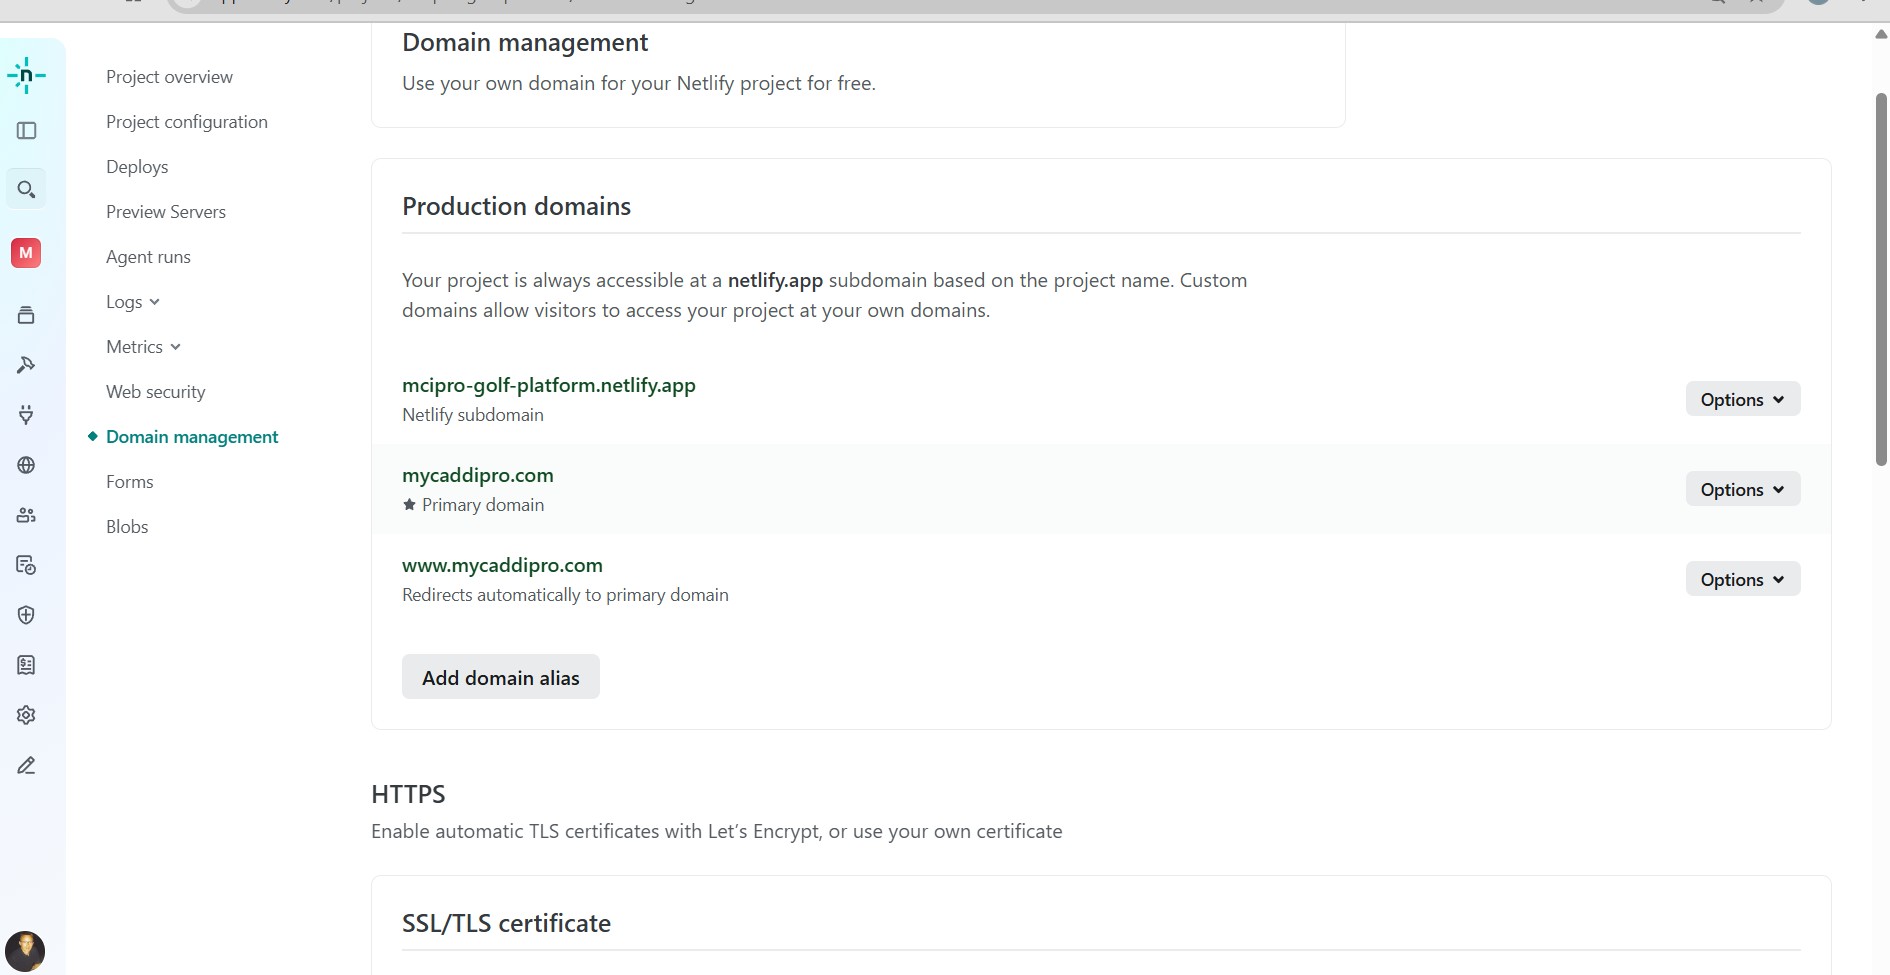 Domain management
Use your own domain for your Netlify project for free.
n
Project overview
Project configuration
Deploys
Preview Servers
Agent runs
M
Logs
Metrics
Web security
Domain management
Forms
Blobs
Production domains
Your project is always accessible at a netlify.app subdomain based on the project name. Custom
domains allow visitors to access your project at your own domains.
mcipro-golf-platform.netlify.app
Netlify subdomain
Options
mycaddipro.com
Primary domain
Options
www.mycaddipro.com
Redirects automatically to primary domain
Options
Add domain alias
HTTPS
Enable automatic TLS certificates with Let’s Encrypt, or use your own certificate
SSL/TLS certificate